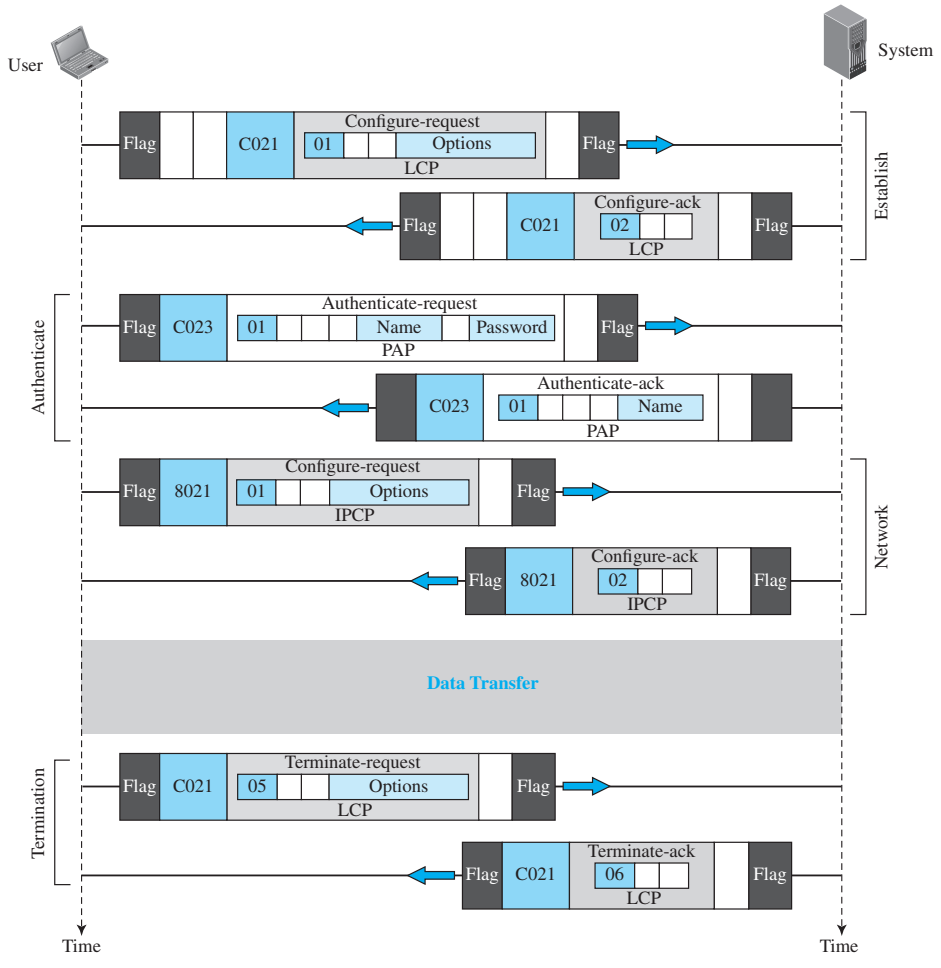 User
System
Configure-request
Flag C021 01 Options Flag
LCP
Establish
Configure-ack
Flag C021 02 Flag
LCP
Authenticate
Authenticate-request
Flag C023 01 Name Password Flag
PAP
Authenticate-ack
C023 01 Name
PAP
Configure-request
Flag 8021 01 Options Flag
IPCP
Network
Configure-ack
Flag 8021 02 Flag
IPCP
Data Transfer
Termination
Terminate-request
Flag C021 05 Options Flag
LCP
Terminate-ack
Flag C021 06 Flag
LCP
Time
Time